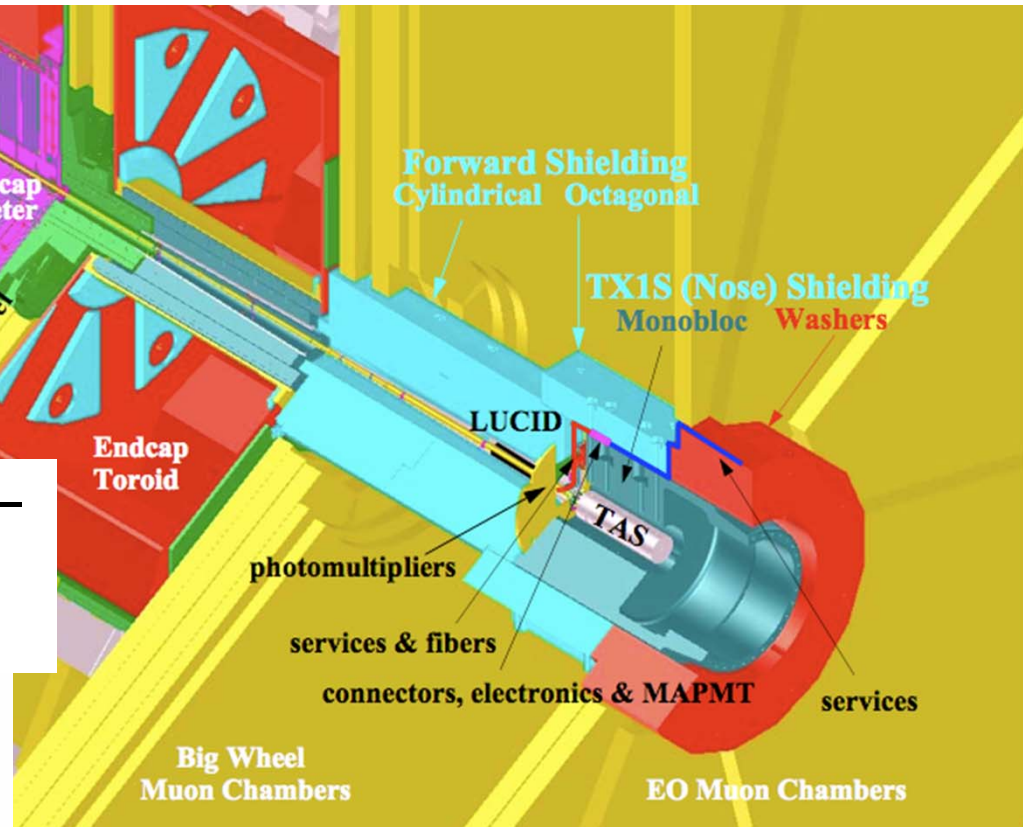 Forward Shielding
Cylindrical Octagonal
cap
eter
TX1S (Nose) Shielding
Monobloc Washers
LUCID
Endcap
Toroid
TAS
photomultipliers
services & fibers
connectors, electronics & MAPMT
services
Big Wheel
Muon Chambers
EO Muon Chambers